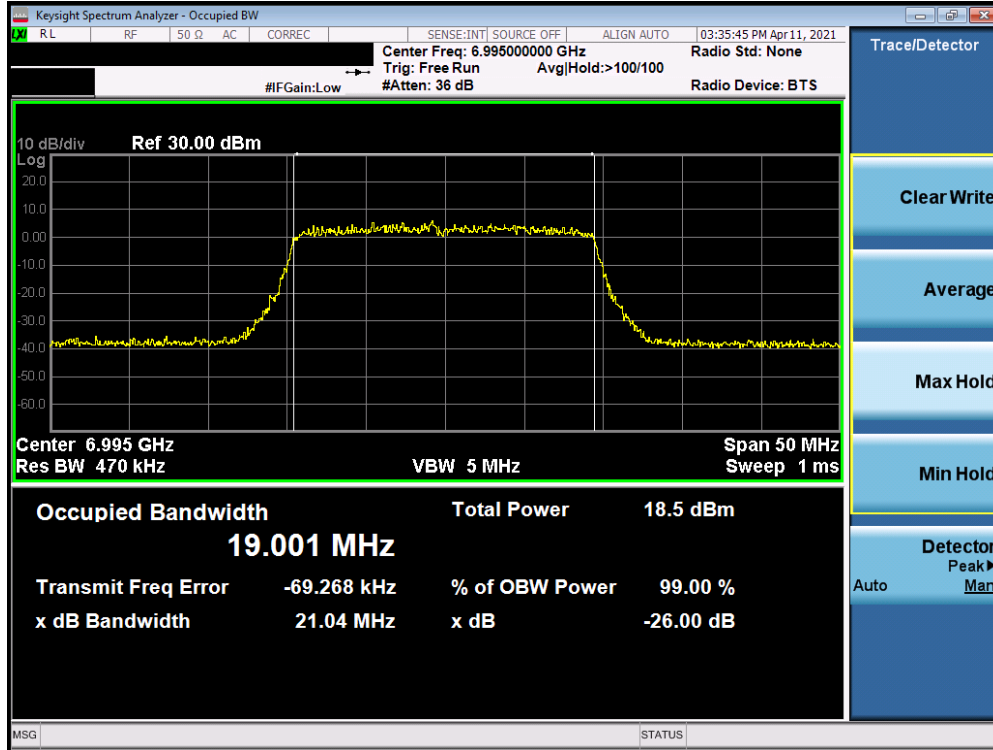 Keysight Spectrum Analyzer - Occupied BW
LXI RL RF 50 Ω AC CORREC SENSE:INT SOURCE OFF ALIGN AUTO 03:35:45 PM Apr 11, 2021
Center Freq: 6.995000000 GHz Radio Std: None
Trig: Free Run Avg|Hold:>100/100
#IFGain:Low #Atten: 36 dB Radio Device: BTS
10 dB/div Ref 30.00 dBm
Log
20.0
10.0
0.00
-10.0
-20.0
-30.0
-40.0
-50.0
-60.0
Center 6.995 GHz Span 50 MHz
Res BW 470 kHz VBW 5 MHz Sweep 1 ms
Occupied Bandwidth Total Power 18.5 dBm
19.001 MHz
Transmit Freq Error -69.268 kHz % of OBW Power 99.00 %
x dB Bandwidth 21.04 MHz x dB -26.00 dB
Trace/Detector
Clear Write
Average
Max Hold
Min Hold
Detector
Peak
Auto Man
MSG STATUS